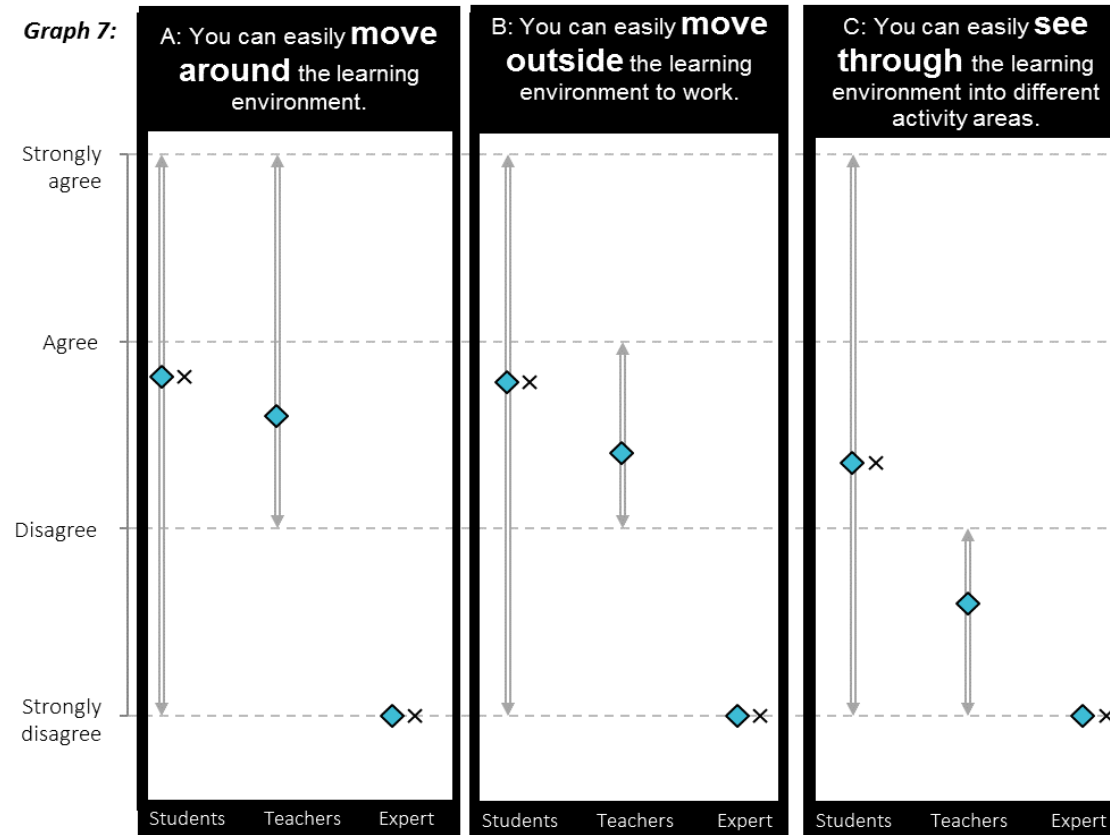 Graph 7:
A: You can easily move
around the learning
environment.
B: You can easily move
outside the learning
environment to work.
C: You can easily see
through the learning
environment into different
activity areas.
Strongly
agree
Agree
Disagree
Strongly
disagree
Students Teachers Expert
Students Teachers Expert
Students Teachers Expert